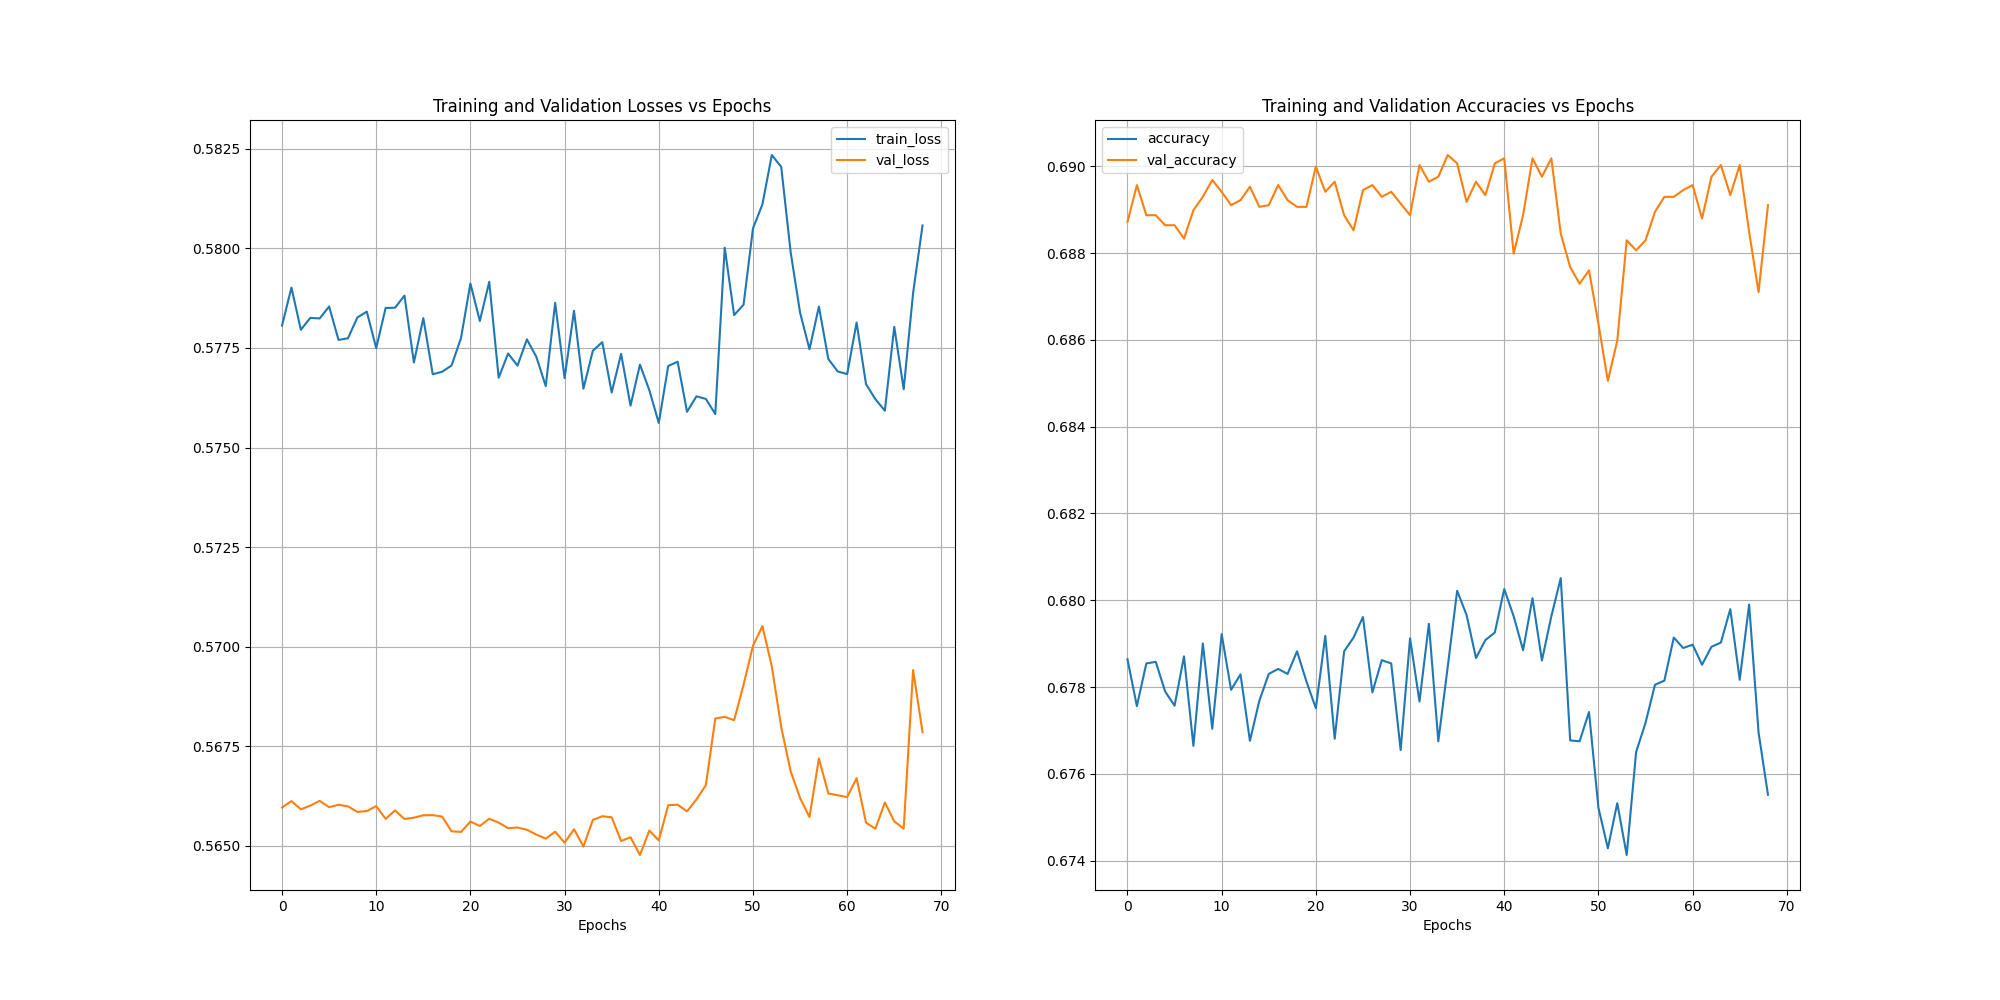 Training and Validation Losses vs Epochs
train_loss
val_loss
0.5825
0.5800
0.5775
0.5750
0.5725
0.5700
0.5675
0.5650
0 10 20 30 40 50 60 70
Epochs
Training and Validation Accuracies vs Epochs
accuracy
val_accuracy
0.690
0.688
0.686
0.684
0.682
0.680
0.678
0.676
0.674
0 10 20 30 40 50 60 70
Epochs